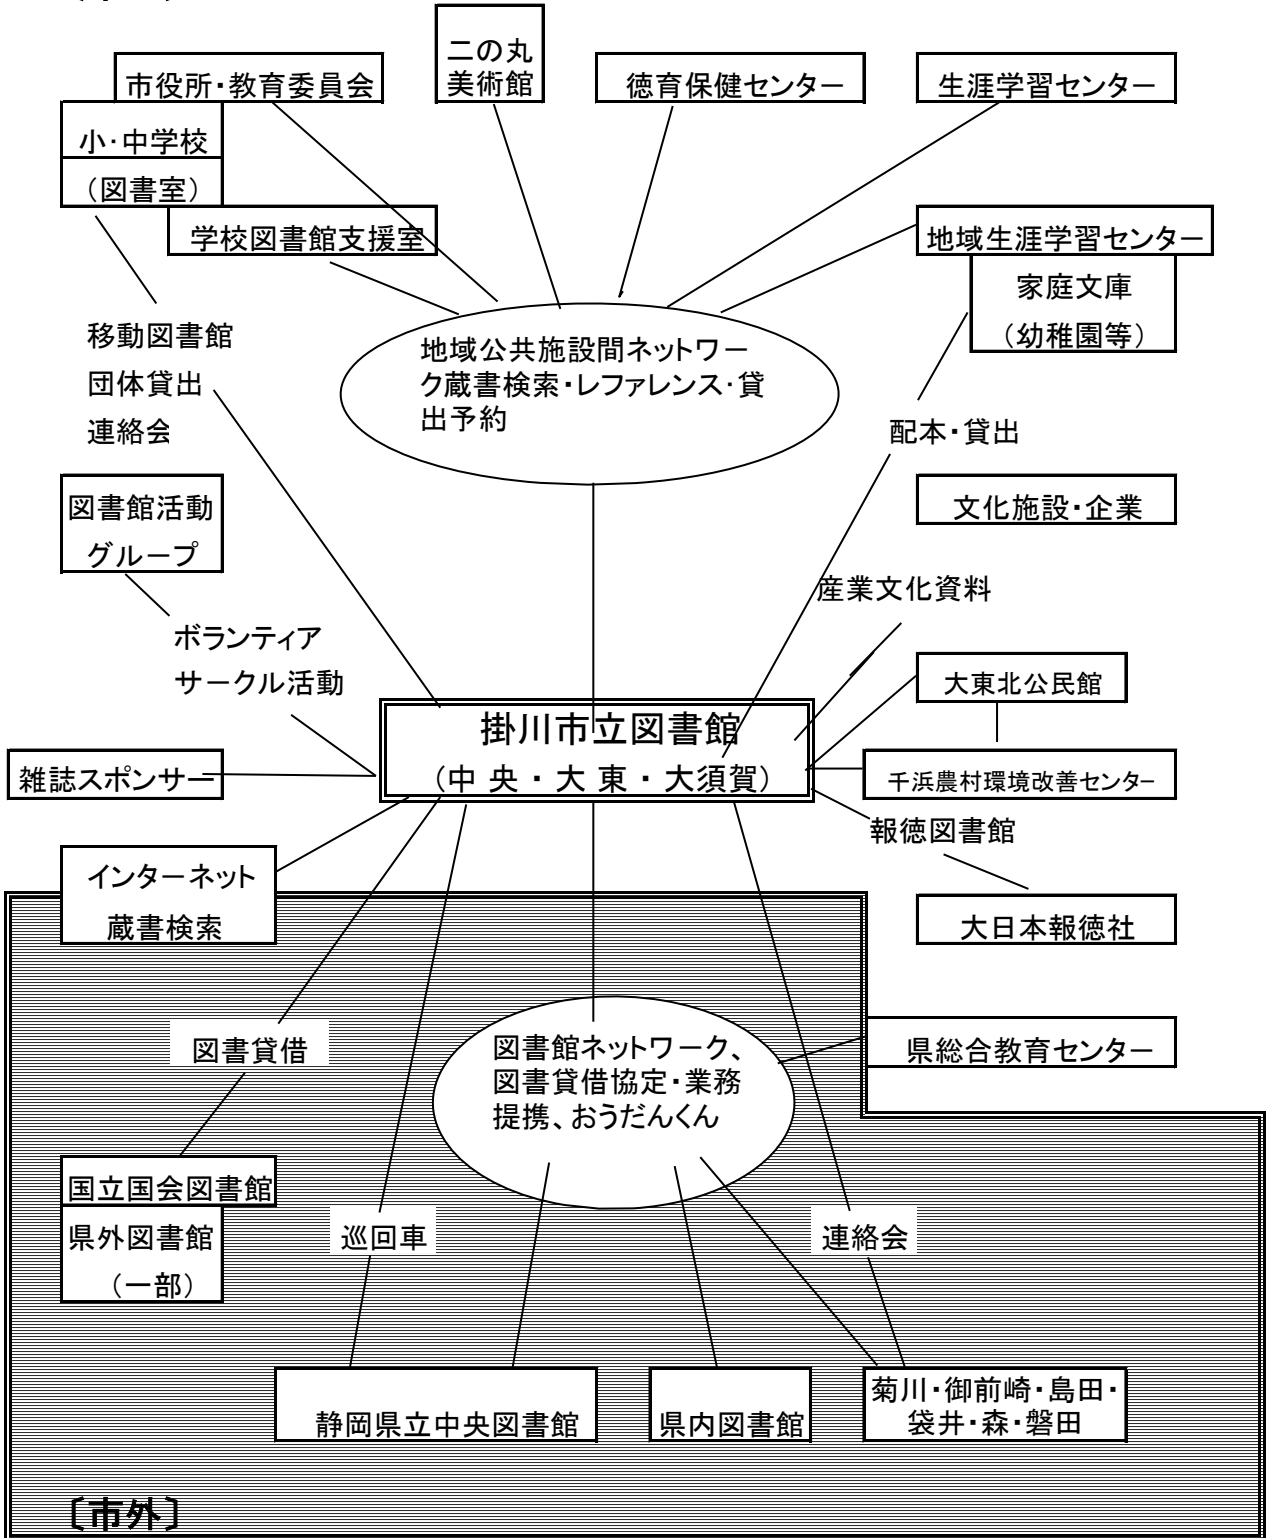 二の丸
美術館
市役所・教育委員会
徳育保健センター
生涯学習センター
小・中学校
（図書室）
学校図書館支援室
地域生涯学習センター
家庭文庫
（幼稚園等）
移動図書館
団体貸出
連絡会
地域公共施設間ネットワー
ク蔵書検索・レファレンス・貸
出予約
配本・貸出
図書館活動
グループ
文化施設・企業
産業文化資料
ボランティア
サークル活動
大東北公民館
掛川市立図書館
（中 央 ・ 大 東 ・ 大須賀）
雑誌スポンサー
千浜農村環境改善センター
報徳図書館
インターネット
蔵書検索
大日本報徳社
図書貸借
図書館ネットワーク、
図書貸借協定・業務
提携、おうだんくん
県総合教育センター
国立国会図書館
県外図書館
（一部）
巡回車
連絡会
静岡県立中央図書館
県内図書館
菊川・御前崎・島田・
袋井・森・磐田
〔市外〕